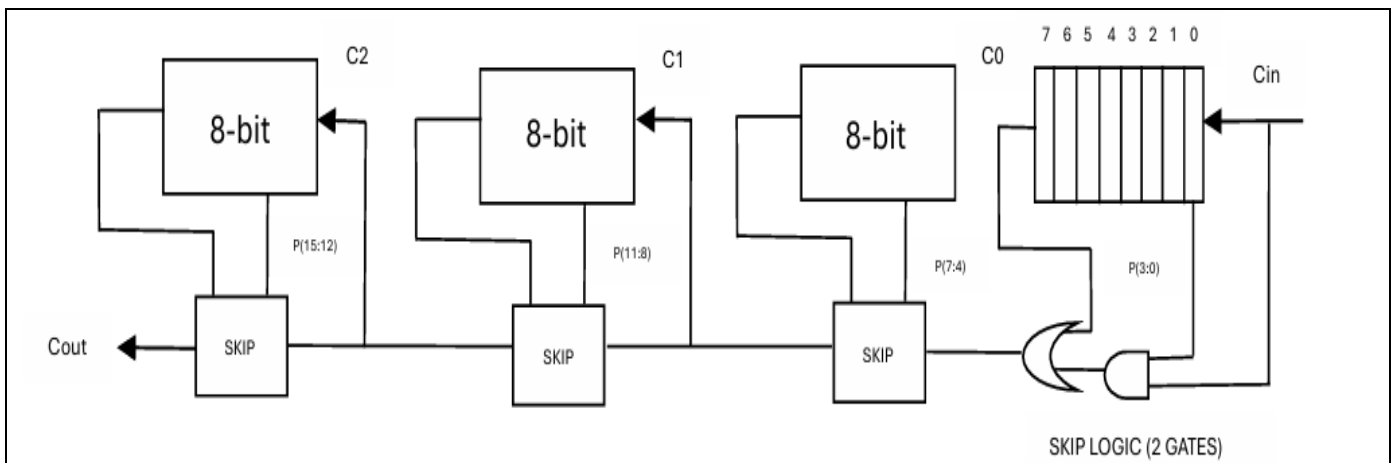 7 6 5 4 3 2 1 0
C2
C1
C0
Cin
8-bit
8-bit
8-bit
P(15:12)
P(11:8)
P(7:4)
P(3:0)
Cout
SKIP
SKIP
SKIP
SKIP LOGIC (2 GATES)